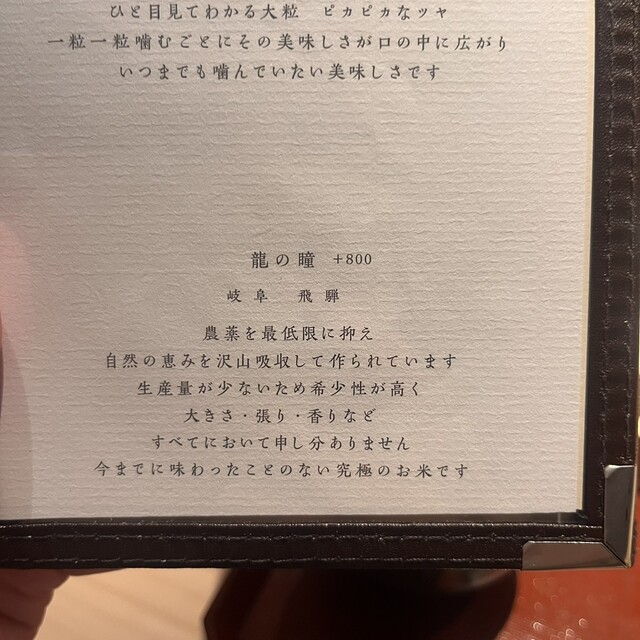 ひと目見てわかる大粒　ピカピカなツヤ
一粒一粒噛むごとにその美味しさが口の中に広がり
いつまでも噛んでいたい美味しさです
龍の瞳 +800
岐阜　飛騨
農薬を最低限に抑え
自然の恵みを沢山吸収して作られています
生産量が少ないため希少性が高く
大きさ・張り・香りなど
すべてにおいて申し分ありません
今までに味わったことのない究極のお米です